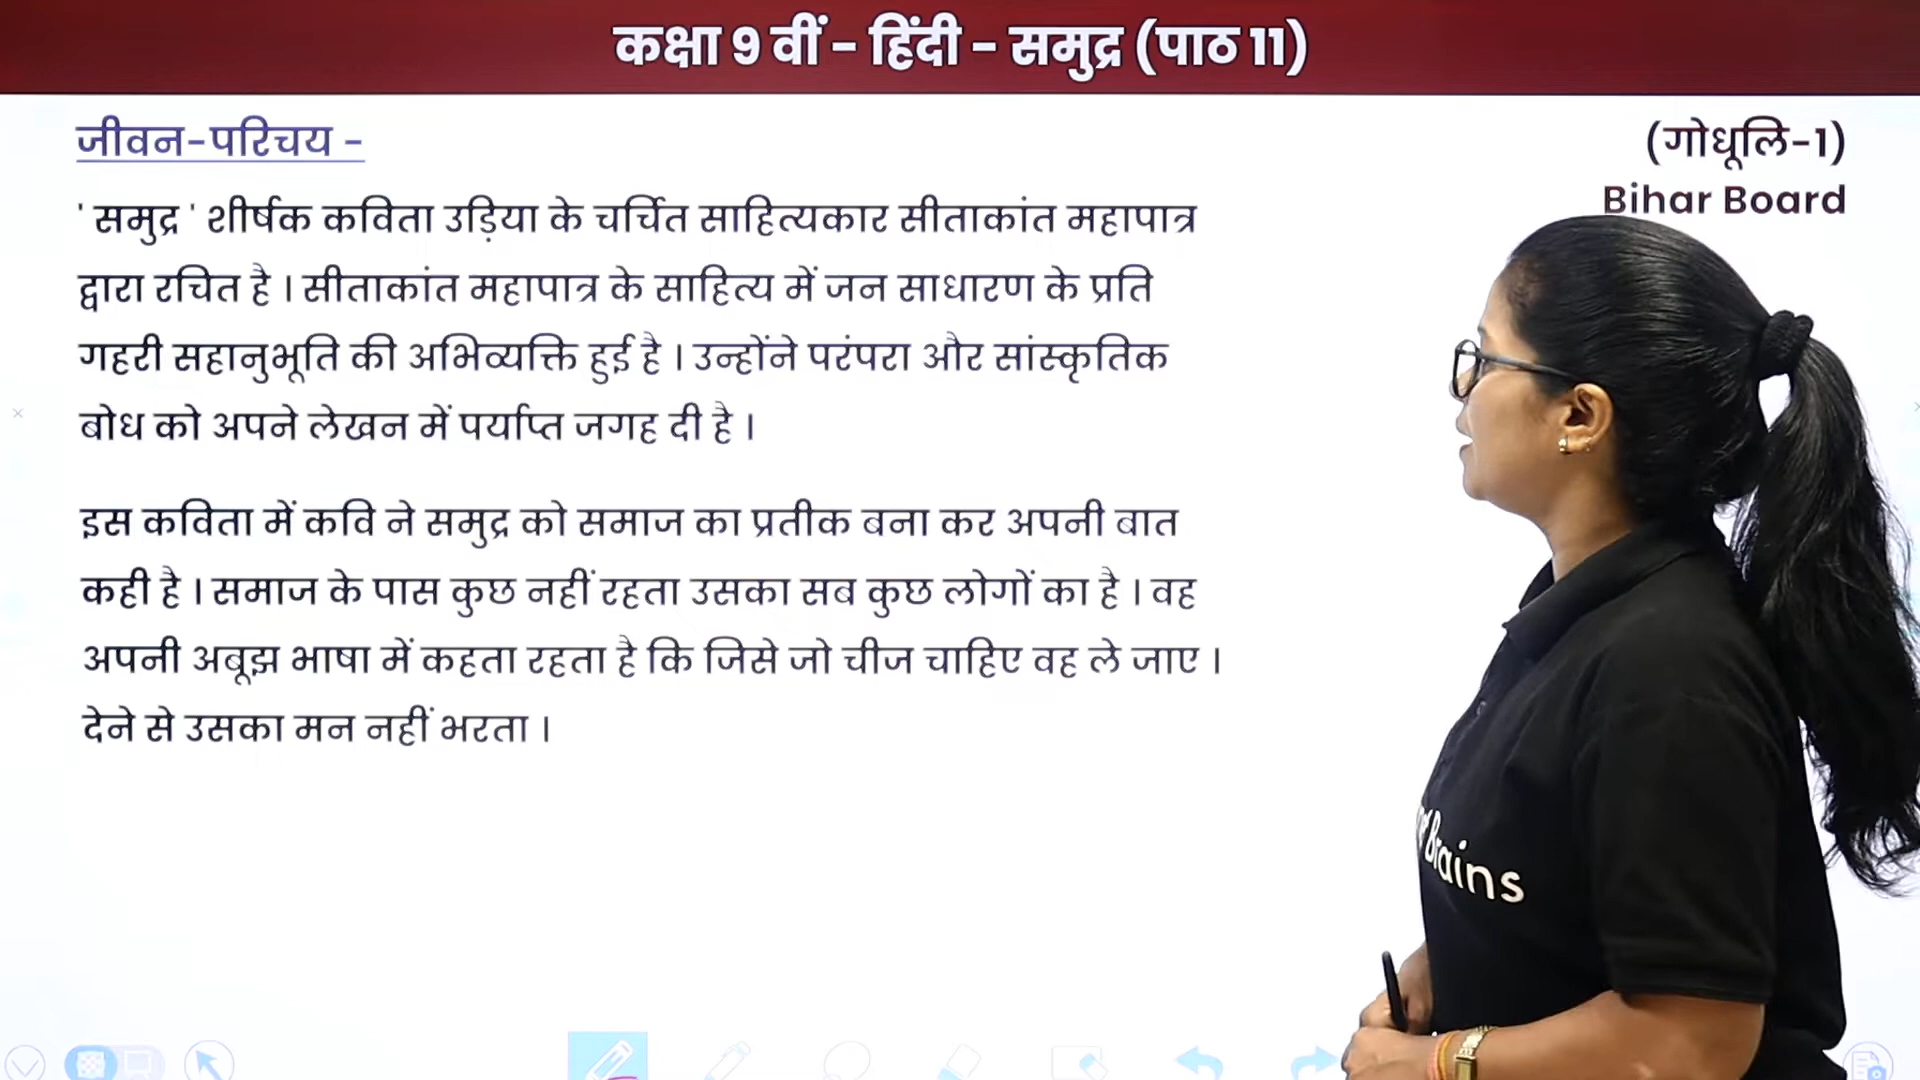 कक्षा 9 वीं - हिंदी - समुद्र (पाठ 11)
जीवन-परिचय -
(गोधूलि-1)
Bihar Board
' समुद्र ' शीर्षक कविता उड़िया के चर्चित साहित्यकार सीताकांत महापात्र
द्वारा रचित है । सीताकांत महापात्र के साहित्य में जन साधारण के प्रति
गहरी सहानुभूति की अभिव्यक्ति हुई है । उन्होंने परंपरा और सांस्कृतिक
बोध को अपने लेखन में पर्याप्त जगह दी है ।
इस कविता में कवि ने समुद्र को समाज का प्रतीक बना कर अपनी बात
कही है । समाज के पास कुछ नहीं रहता उसका सब कुछ लोगों का है । वह
अपनी अबूझ भाषा में कहता रहता है कि जिसे जो चीज चाहिए वह ले जाए ।
देने से उसका मन नहीं भरता ।
Brains